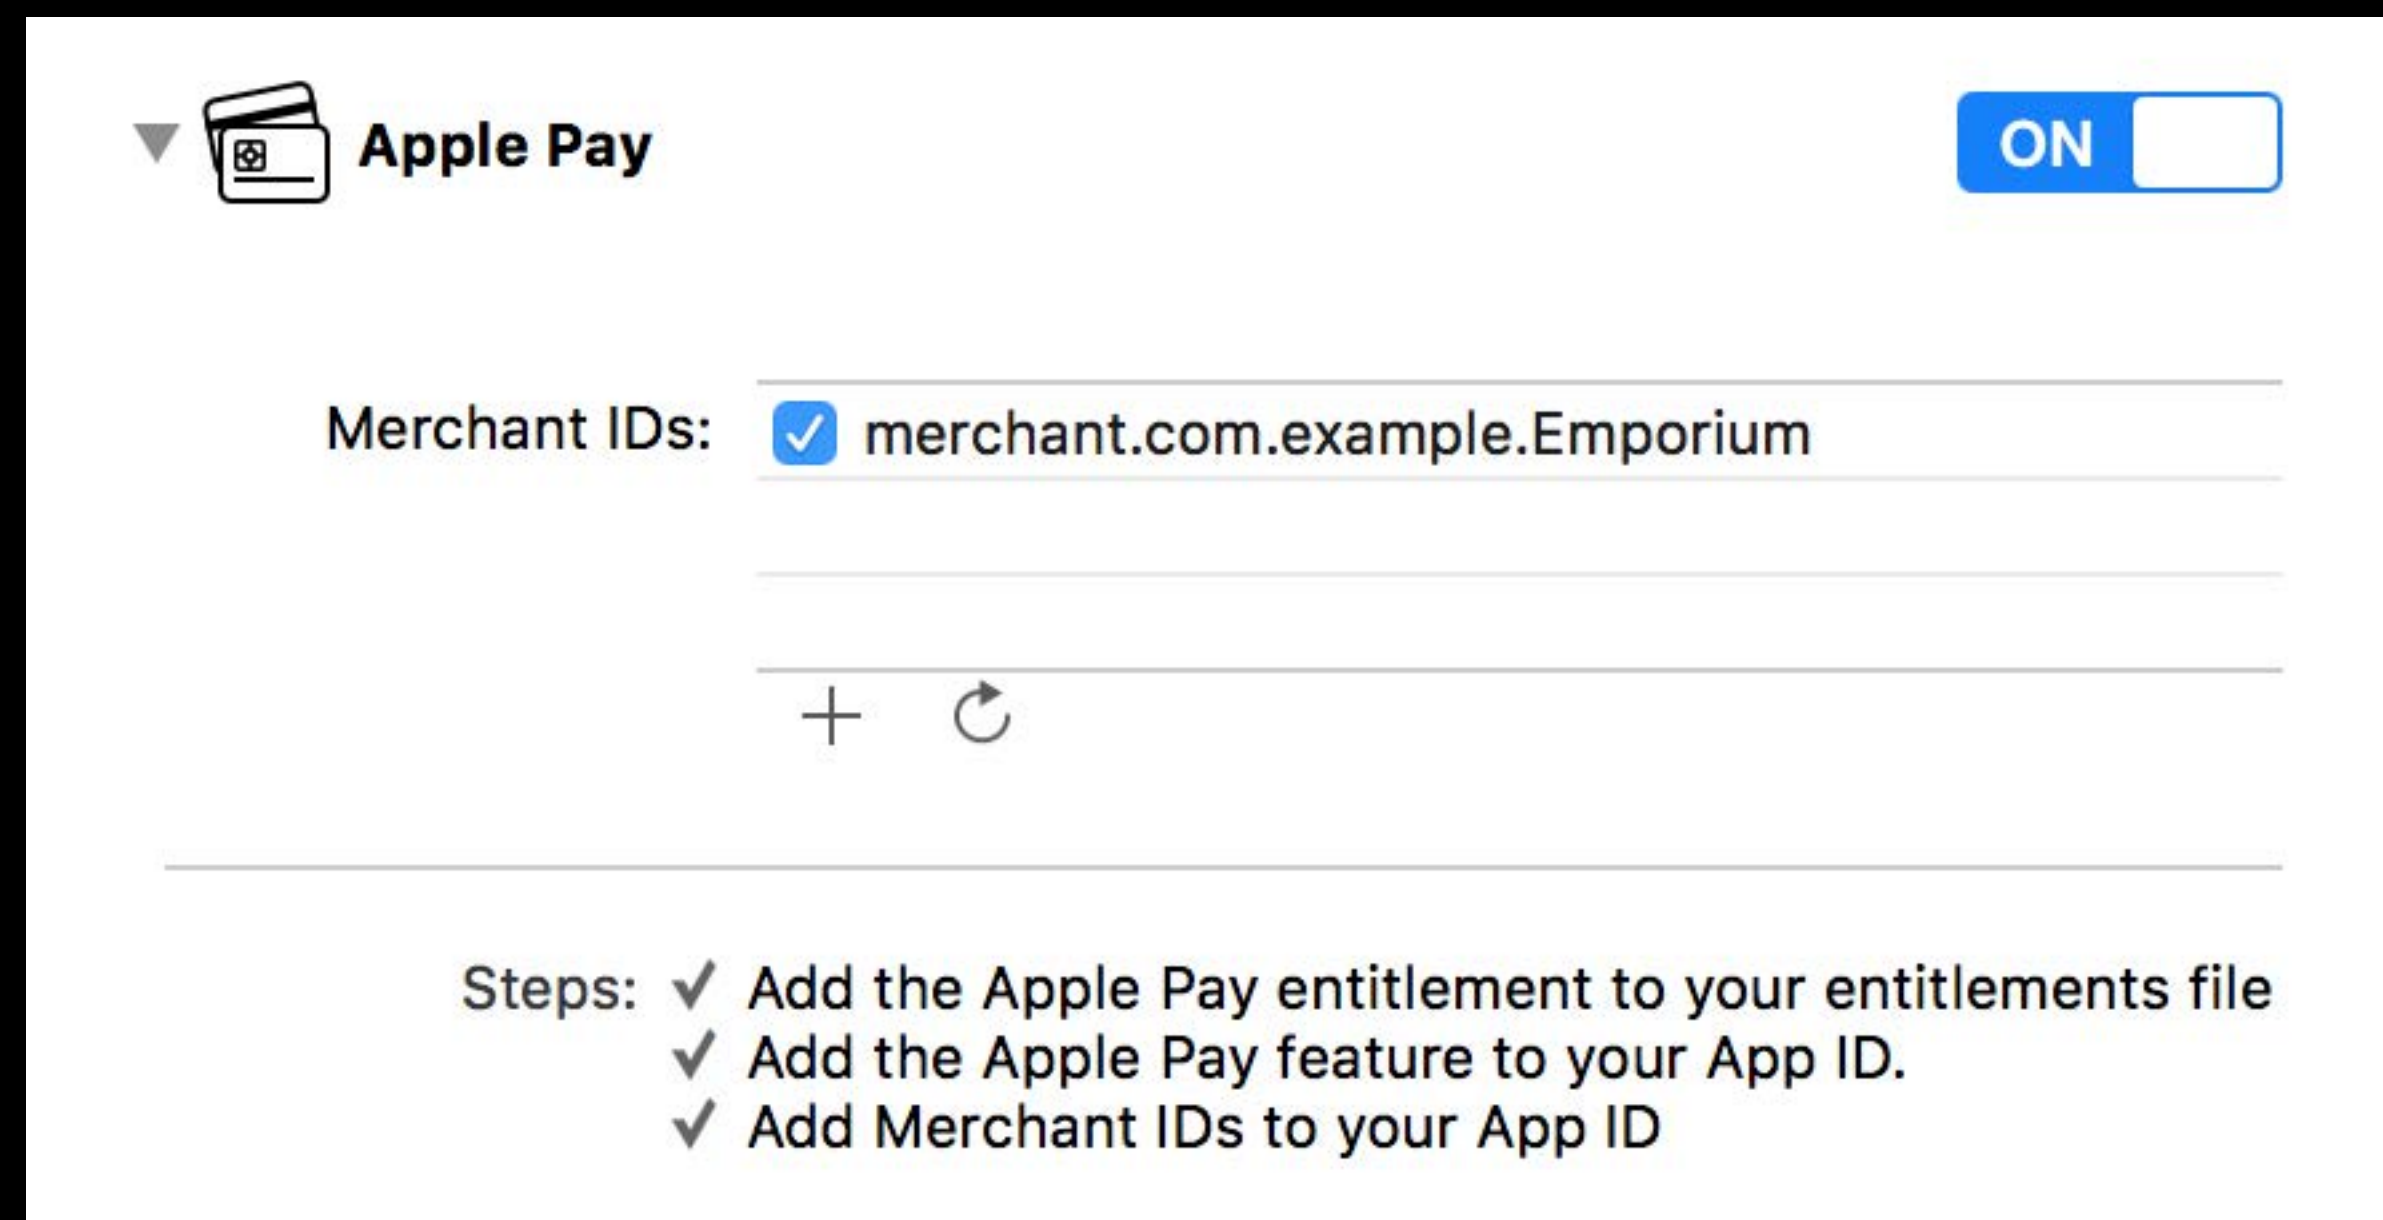 Apple Pay
ON
Merchant IDs: merchant.com.example.Emporium
Steps: ✓ Add the Apple Pay entitlement to your entitlements file
✓ Add the Apple Pay feature to your App ID.
✓ Add Merchant IDs to your App ID